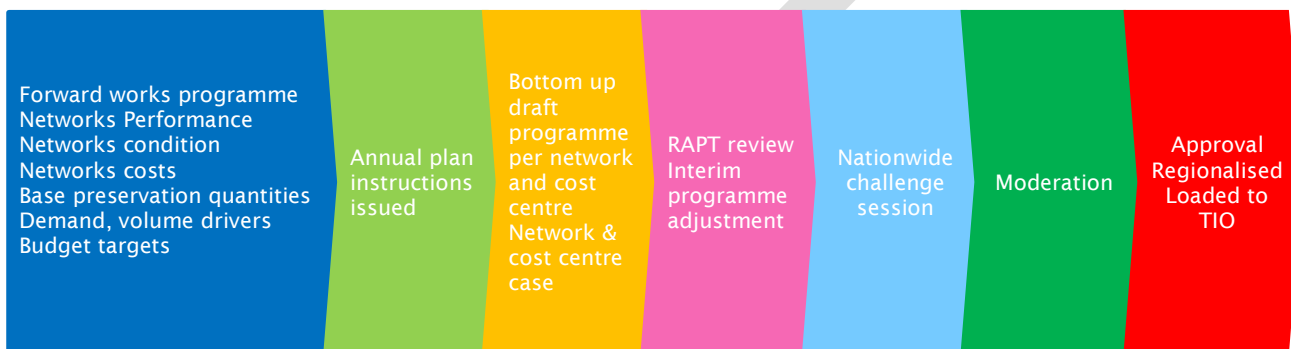 Forward works programme
Networks Performance
Networks condition
Networks costs
Base preservation quantities
Demand, volume drivers
Budget targets
Annual plan
instructions
issued
Bottom up
draft
programme
per network
and cost
centre
Network &
cost centre
case
RAPT review
Interim
programme
adjustment
Nationwide
challenge
session
Moderation
Approval
Regionalised
Loaded to
TIO